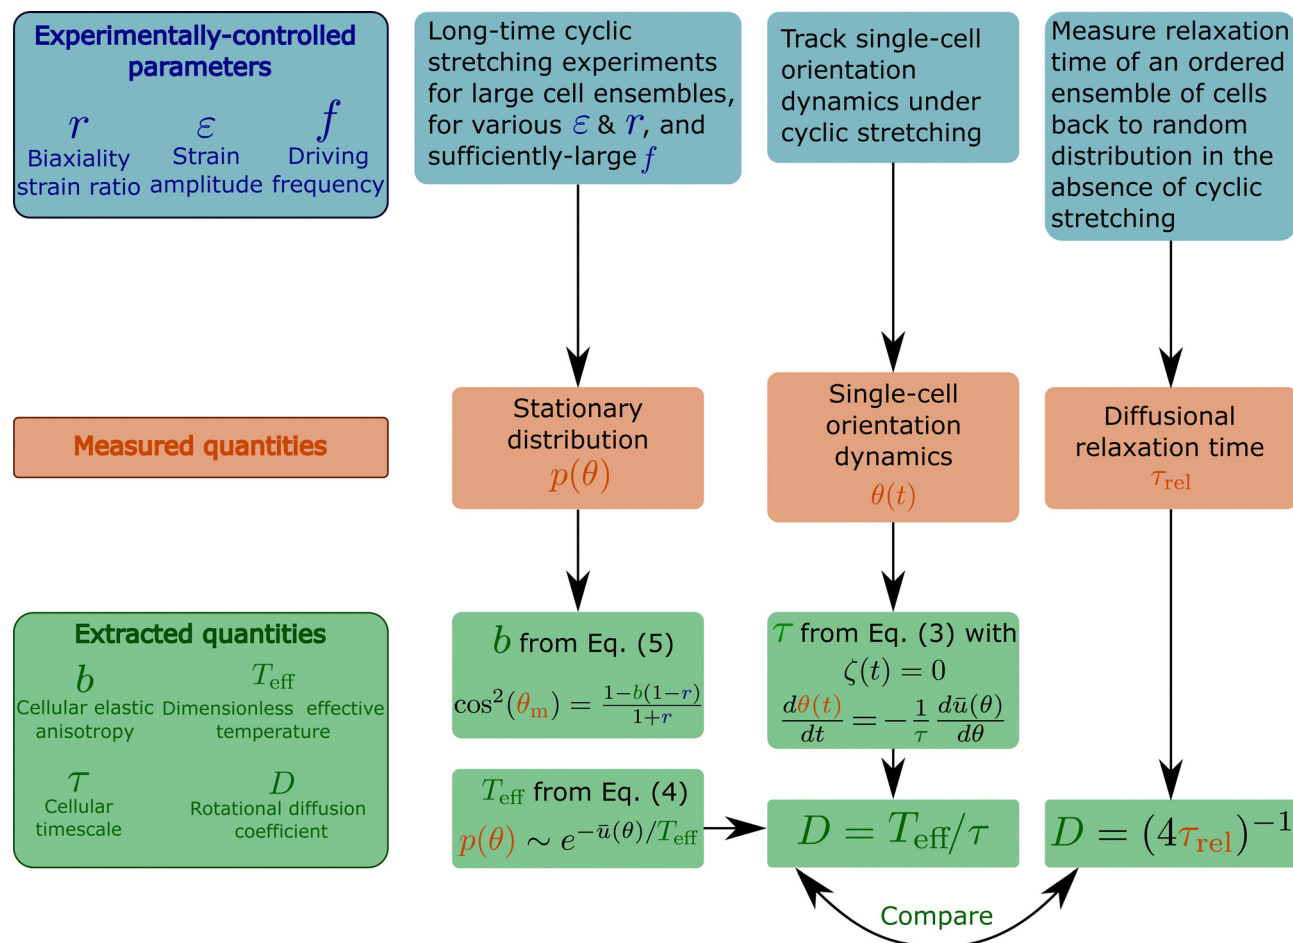 Experimentally-controlled
parameters
r
ε
f
Biaxiality
strain ratio
Strain
amplitude
Driving
frequency
Long-time cyclic
stretching experiments
for large cell ensembles,
for various ε & r, and
sufficiently-large f
Track single-cell
orientation
dynamics under
cyclic stretching
Measure relaxation
time of an ordered
ensemble of cells
back to random
distribution in the
absence of cyclic
stretching
Measured quantities
Stationary
distribution
p(θ)
Single-cell
orientation
dynamics
θ(t)
Diffusional
relaxation time
τ_rel
Extracted quantities
b
T_eff
Cellular elastic
anisotropy
Dimensionless effective
temperature
τ
D
Cellular
timescale
Rotational diffusion
coefficient
b from Eq. (5)
cos²(θ_m) = (1−b(1−r))/(1+r)
T_eff from Eq. (4)
p(θ) ∼ e^{−ū(θ)/T_eff}
τ from Eq. (3) with
ζ(t) = 0
dθ(t)/dt = −(1/τ) dū(θ)/dθ
D = T_eff/τ
D = (4τ_rel)⁻¹
Compare